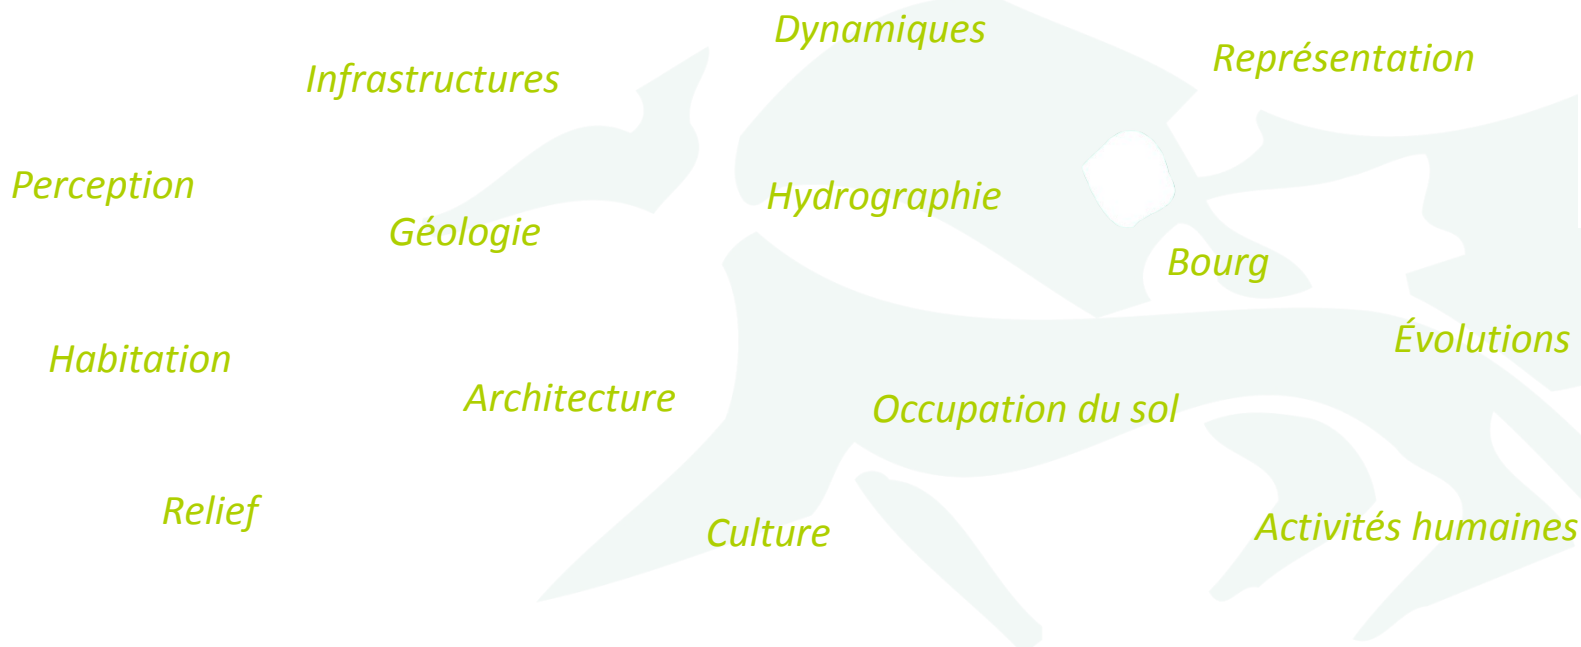 Dynamiques
Représentation
Infrastructures
Perception
Hydrographie
Géologie
Bourg
Évolutions
Habitation
Architecture
Occupation du sol
Relief
Culture
Activités humaines